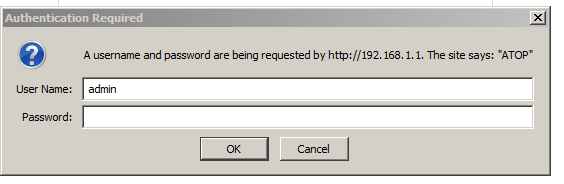 Authentication Required
A username and password are being requested by http://192.168.1.1. The site says: "ATOP"
User Name: admin
Password:
OK Cancel